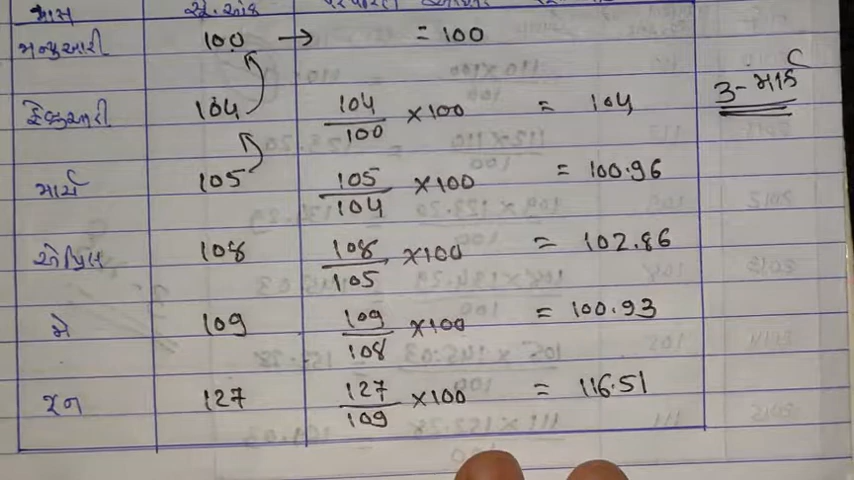 માસ
જાન્યુઆરી 100 → = 100
ફેબ્રુઆરી 104 104/100 ×100 = 104 3-માર્ક
માર્ચ 105 105/104 ×100 = 100.96
એપ્રિલ 108 108/105 ×100 = 102.86
મે 109 109/108 ×100 = 100.93
જુન 127 127/109 ×100 = 116.51